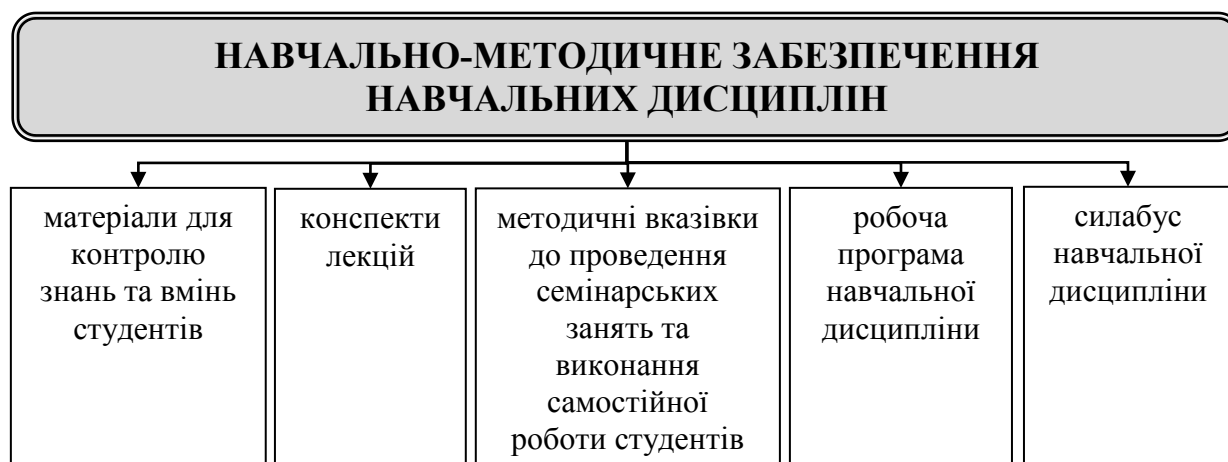 НАВЧАЛЬНО-МЕТОДИЧНЕ ЗАБЕЗПЕЧЕННЯ
НАВЧАЛЬНИХ ДИСЦИПЛІН
матеріали для
контролю
знань та вмінь
студентів
конспекти
лекцій
методичні вказівки
до проведення
семінарських
занять та
виконання
самостійної
роботи студентів
робоча
програма
навчальної
дисципліни
силабус
навчальної
дисципліни